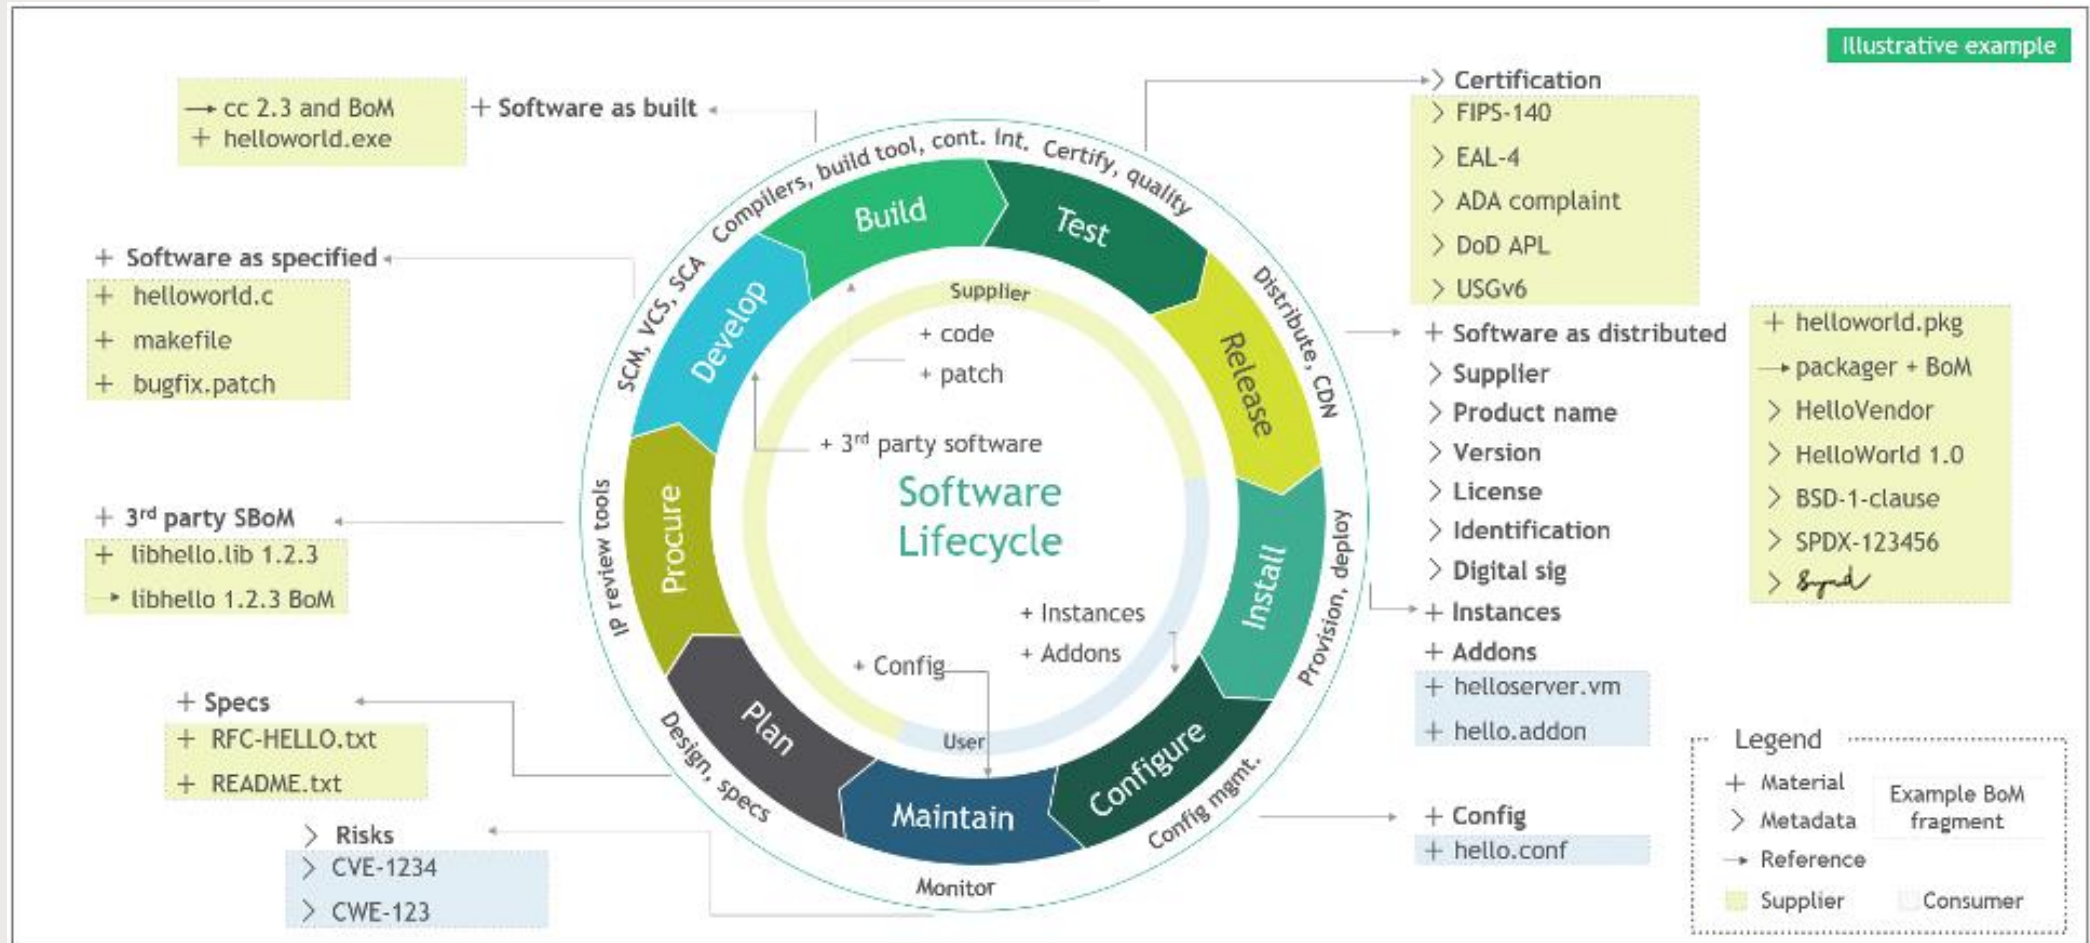 Illustrative example
→ cc 2.3 and BoM
+ helloworld.exe
+ Software as built
+ Software as specified
+ helloworld.c
+ makefile
+ bugfix.patch
+ 3rd party SBoM
+ libhello.lib 1.2.3
→ libhello 1.2.3 BoM
+ Specs
+ RFC-HELLO.txt
+ README.txt
> Risks
> CVE-1234
> CWE-123
Compilers, build tool, cont. int.
Certify, quality
Distribute, CDN
Provision, deploy
Config mgmt.
Monitor
Design, specs
IP review tools
SCM, VCS, SCA
Build
Test
Release
Install
Configure
Maintain
Plan
Procure
Develop
Supplier
+ code
+ patch
+ 3rd party software
Software
Lifecycle
+ Instances
+ Addons
+ Config
User
> Certification
> FIPS-140
> EAL-4
> ADA complaint
> DoD APL
> USGv6
+ Software as distributed
> Supplier
> Product name
> Version
> License
> Identification
> Digital sig
+ Instances
+ Addons
+ helloserver.vm
+ hello.addon
+ Config
+ hello.conf
+ helloworld.pkg
→ packager + BoM
> HelloVendor
> HelloWorld 1.0
> BSD-1-clause
> SPDX-123456
Legend
+ Material
> Metadata
→ Reference
Example BoM
fragment
Supplier
Consumer